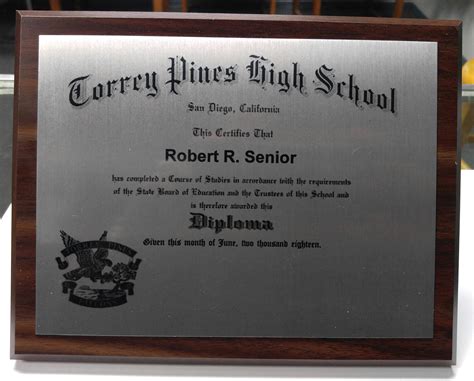 Torrey Pines High School
San Diego, California
This Certifies That
Robert R. Senior
has completed a Course of Studies in accordance with the requirements
of the State Board of Education and the Trustees of this School and
is therefore awarded this
Diploma
Given this month of June, two thousand eighteen.